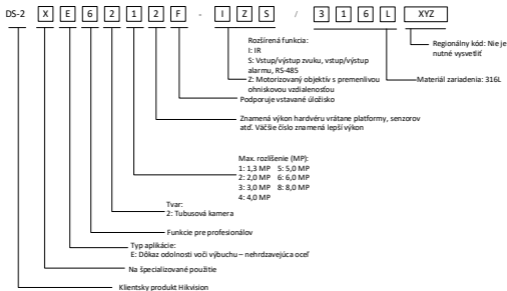 DS-2 X E 6 2 1 2 F - I Z S / 3 1 6 L XYZ
Rozšírená funkcia:
I: IR
S: Vstup/výstup zvuku, vstup/výstup
alarmu, RS-485
Z: Motorizovaný objektív s premenlivou
ohniskovou vzdialenosťou
Regionálny kód: Nie je
nutné vysvetliť
Materiál zariadenia: 316L
Podporuje vstavané úložisko
Znamená výkon hardvéru vrátane platformy, senzorov
atď. Väčšie číslo znamená lepší výkon
Max. rozlíšenie (MP):
1: 1,3 MP 5: 5,0 MP
2: 2,0 MP 6: 6,0 MP
3: 3,0 MP 8: 8,0 MP
4: 4,0 MP
Tvar:
2: Tubusová kamera
Funkcie pre profesionálov
Typ aplikácie:
E: Dôkaz odolnosti voči výbuchu – nehrdzavejúca oceľ
Na špecializované použitie
Klientsky produkt Hikvision